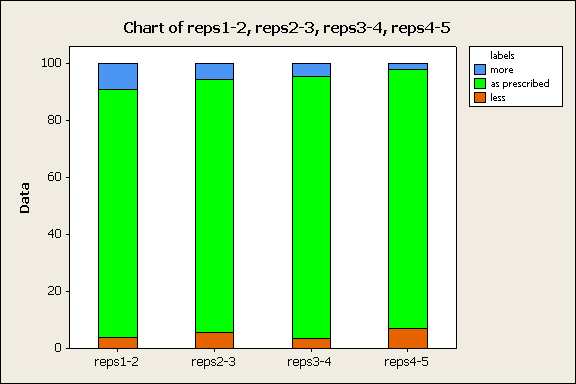 Chart of reps1-2, reps2-3, reps3-4, reps4-5
labels
more
as prescribed
less
Data
100
80
60
40
20
0
reps1-2 reps2-3 reps3-4 reps4-5